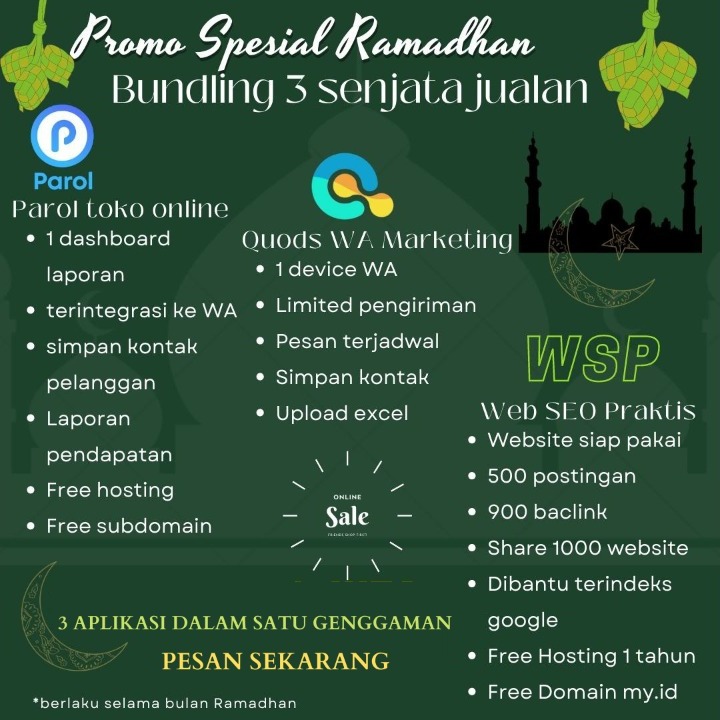 Promo Spesial Ramadhan
Bundling 3 senjata jualan
Parol
Parol toko online
• 1 dashboard
laporan
• terintegrasi ke WA
• simpan kontak
pelanggan
• Laporan
pendapatan
• Free hosting
• Free subdomain
Quods WA Marketing
• 1 device WA
• Limited pengiriman
• Pesan terjadwal
• Simpan kontak
• Upload excel
WSP
Web SEO Praktis
• Website siap pakai
• 500 postingan
• 900 baclink
• Share 1000 website
• Dibantu terindeks
google
• Free Hosting 1 tahun
• Free Domain my.id
ONLINE
Sale
3 APLIKASI DALAM SATU GENGGAMAN
PESAN SEKARANG
*berlaku selama bulan Ramadhan